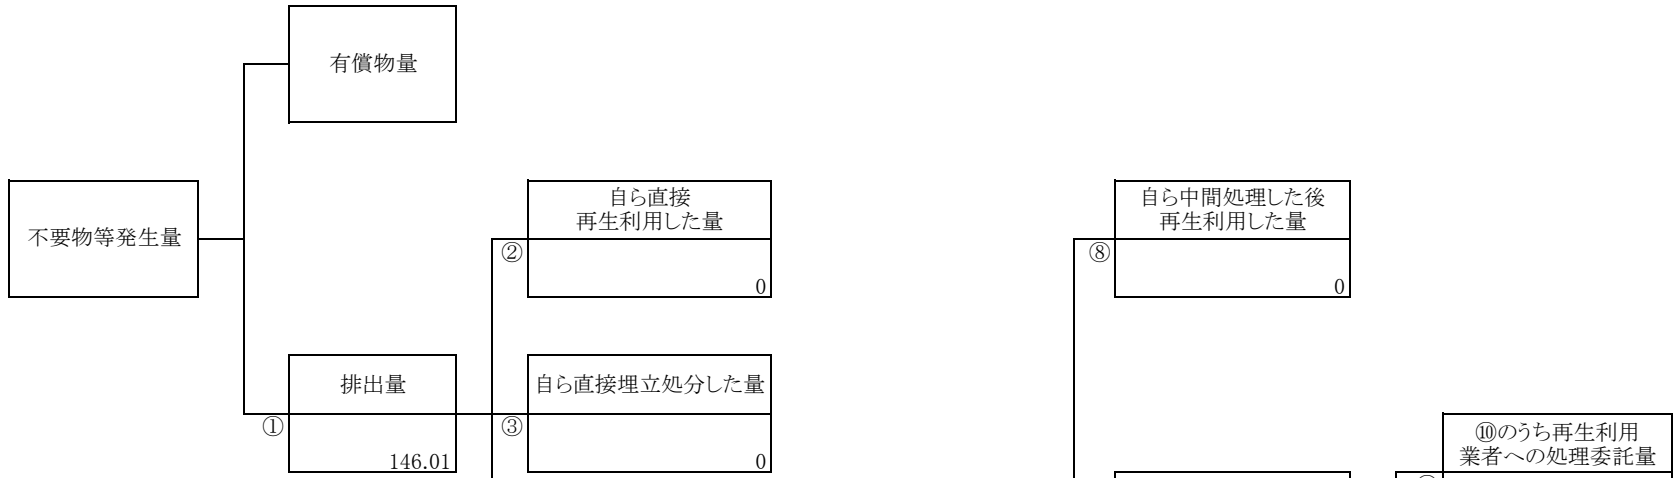 有償物量
不要物等発生量
自ら直接
再生利用した量
②
0
自ら中間処理した後
再生利用した量
⑧
0
排出量
①
146.01
自ら直接埋立処分した量
③
0
⑩のうち再生利用
業者への処理委託量